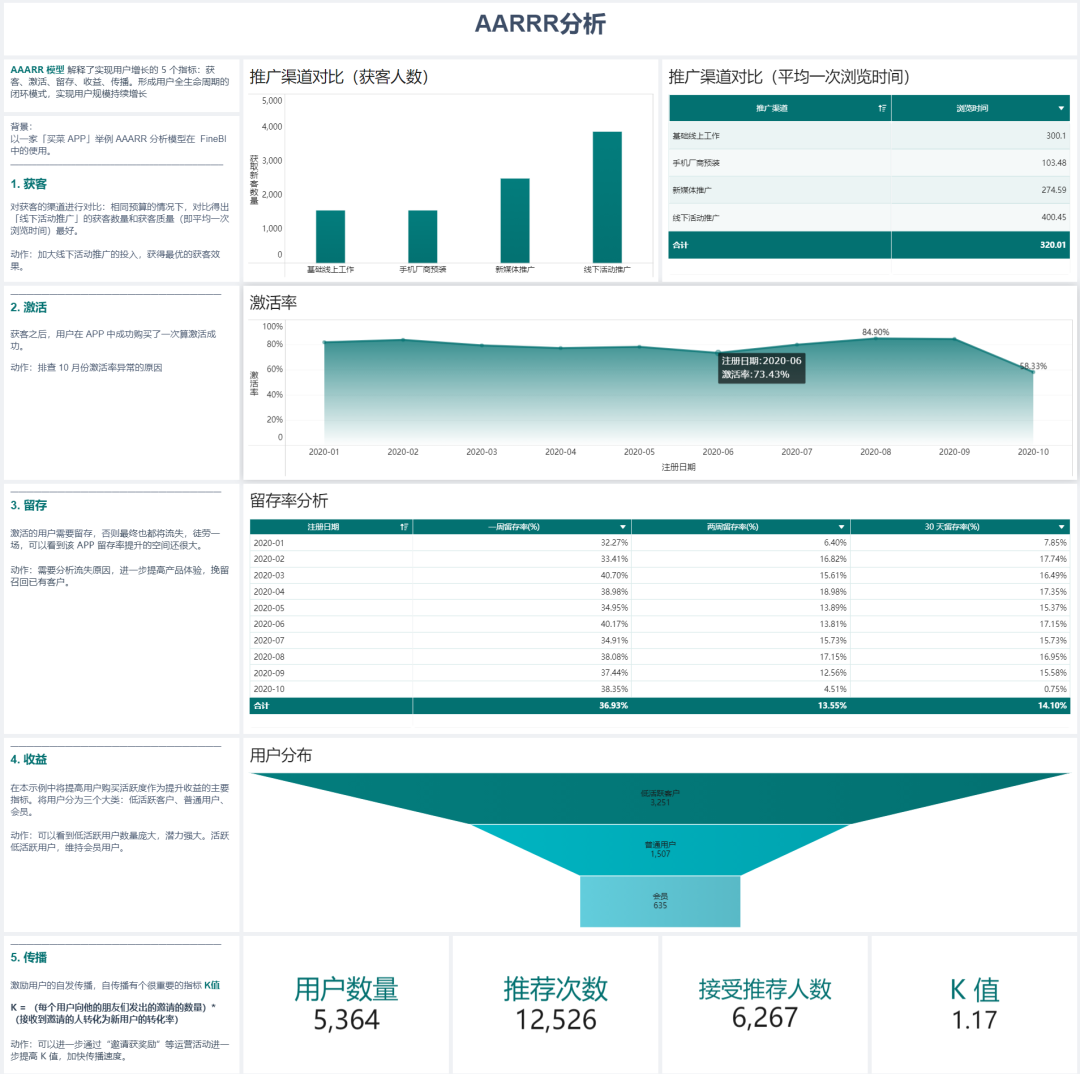 AARRR分析
AAARR 模型 解释了实现用户增长的 5 个指标：获
客、激活、留存、收益、传播。形成用户全生命周期的
闭环模式，实现用户规模持续增长
背景：
以一家「买菜 APP」举例 AAARR 分析模型在 FineBI
中的使用。
1. 获客
对获客的渠道进行对比：相同预算的情况下，对比得出
「线下活动推广」的获客数量和获客质量（即平均一次
浏览时间）最好。
动作：加大线下活动推广的投入，获得最优的获客效
果。
推广渠道对比（获客人数）
获取新客数量
5,000
4,000
3,000
2,000
1,000
0
基础线上工作 手机厂商预装 新媒体推广 线下活动推广
推广渠道对比（平均一次浏览时间）
推广渠道 浏览时间
基础线上工作 300.1
手机厂商预装 103.48
新媒体推广 274.59
线下活动推广 400.45
合计 320.01
2. 激活
获客之后，用户在 APP 中成功购买了一次算激活成
功。
动作：排查 10 月份激活率异常的原因
激活率
激活率
100%
80%
60%
40%
20%
0
84.90%
58.33%
注册日期:2020-06
激活率:73.43%
2020-01 2020-02 2020-03 2020-04 2020-05 2020-06 2020-07 2020-08 2020-09 2020-10
注册日期
3. 留存
激活的用户需要留存，否则最终也都将流失，徒劳一
场，可以看到该 APP 留存率提升的空间还很大。
动作：需要分析流失原因，进一步提高产品体验，挽留
召回已有客户。
留存率分析
注册日期 一周留存率(%) 两周留存率(%) 30 天留存率(%)
2020-01 32.27% 6.40% 7.85%
2020-02 33.41% 16.82% 17.74%
2020-03 40.70% 15.61% 16.49%
2020-04 38.98% 18.98% 17.35%
2020-05 34.95% 13.89% 15.37%
2020-06 40.17% 13.81% 17.15%
2020-07 34.91% 15.73% 15.73%
2020-08 38.08% 17.15% 16.95%
2020-09 37.44% 12.56% 15.58%
2020-10 38.35% 4.51% 0.75%
合计 36.93% 13.55% 14.10%
4. 收益
在本示例中将提高用户购买活跃度作为提升收益的主要
指标。将用户分为三个大类：低活跃客户、普通用户、
会员。
动作：可以看到低活跃用户数量庞大，潜力强大。活跃
低活跃用户，维持会员用户。
用户分布
低活跃客户
3,251
普通用户
1,507
会员
635
5. 传播
激励用户的自发传播，自传播有个很重要的指标 K值
K = （每个用户向他的朋友们发出的邀请的数量）*
（接收到邀请的人转化为新用户的转化率）
动作：可以进一步通过“邀请获奖励”等运营活动进一
步提高 K 值，加快传播速度。
用户数量
5,364
推荐次数
12,526
接受推荐人数
6,267
K 值
1.17